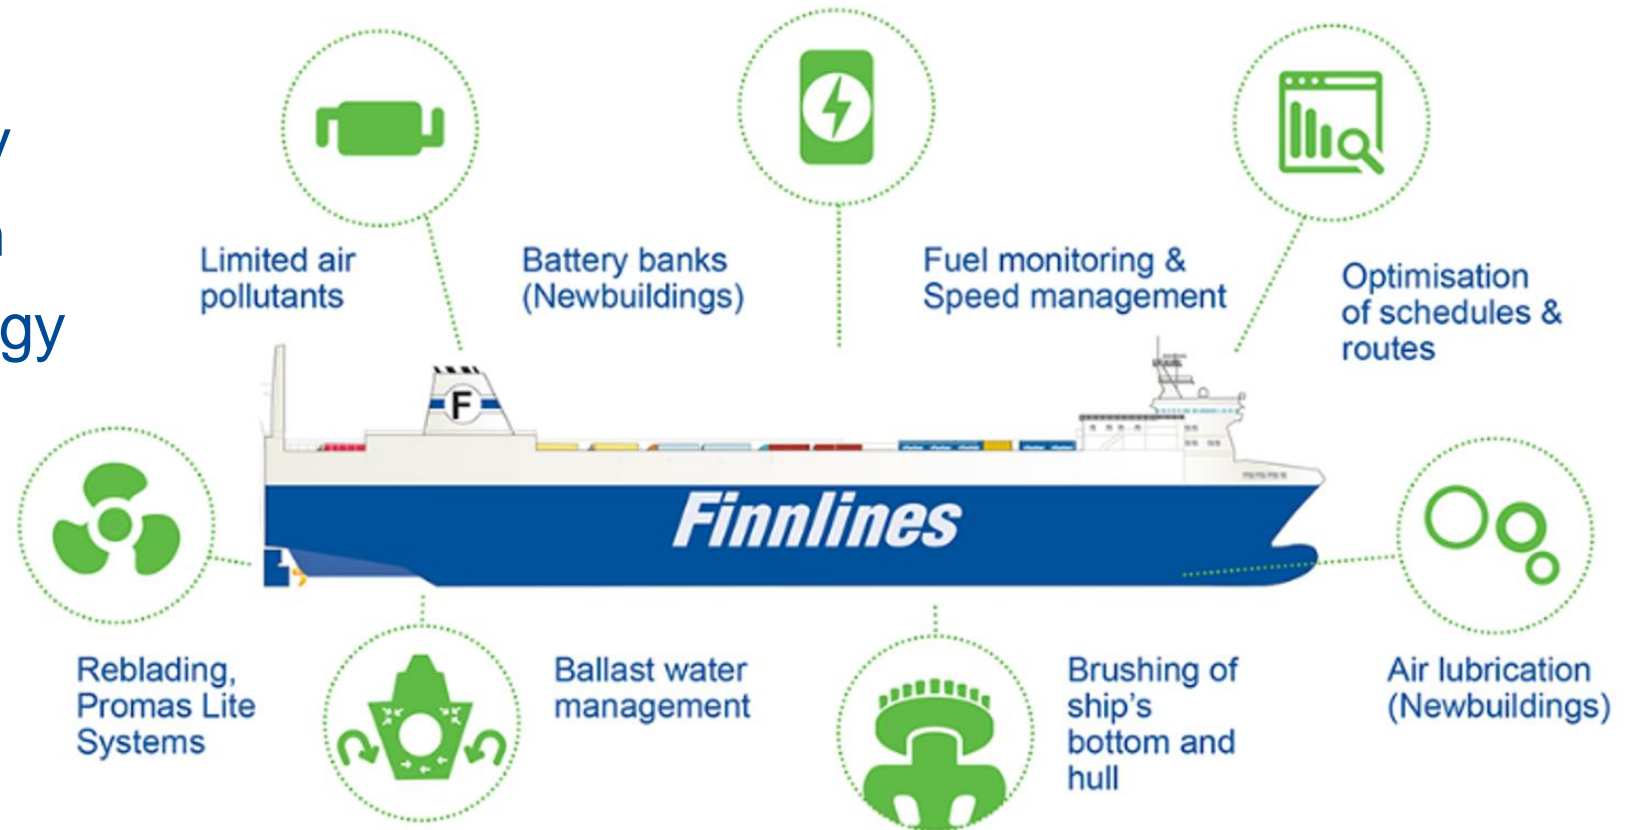 gy
Limited air
pollutants
Battery banks
(Newbuildings)
Fuel monitoring &
Speed management
Optimisation
of schedules &
routes
F
Finnlines
Reblading,
Promas Lite
Systems
Ballast water
management
Brushing of
ship's
bottom and
hull
Air lubrication
(Newbuildings)